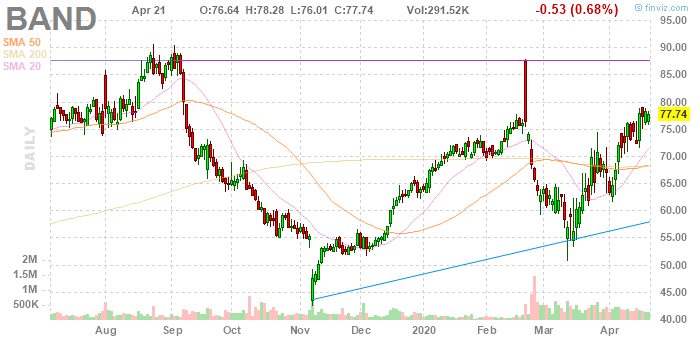 BAND
Apr 21
O:76.64 H:78.28 L:76.01 C:77.74
Vol:291.52K
© finviz.com
-0.53 (0.68%)
SMA 50
SMA 200
SMA 20
DAILY
95.00
90.00
85.00
80.00
77.74
75.00
70.00
65.00
60.00
55.00
50.00
45.00
40.00
2M
1.5M
1M
500K
Aug Sep Oct Nov Dec 2020 Feb Mar Apr